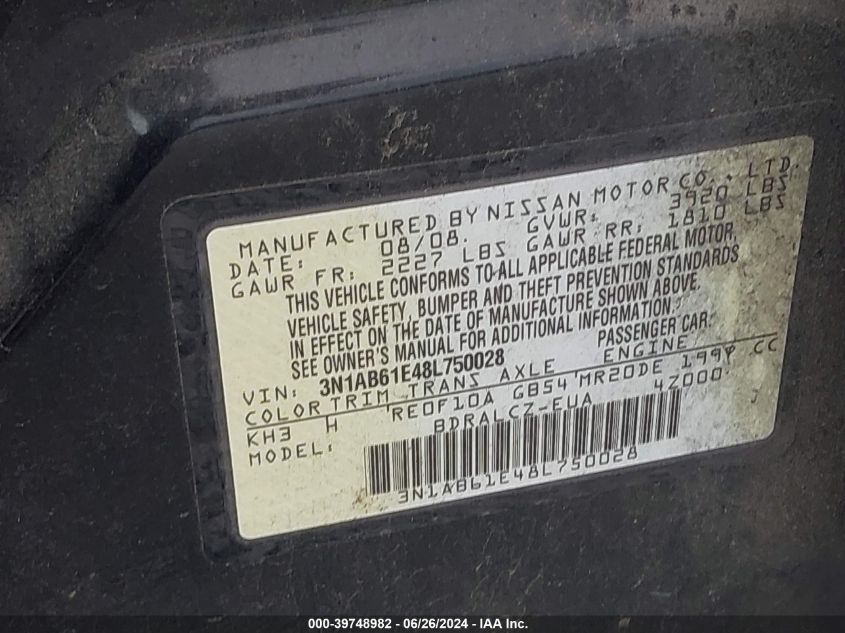 MANUFACTURED BY NISSAN MOTOR CO., LTD.
DATE: 08/08. GVWR: 3920 LBS
GAWR FR: 2227 LBS GAWR RR: 1810 LBS
THIS VEHICLE CONFORMS TO ALL APPLICABLE FEDERAL MOTOR
VEHICLE SAFETY, BUMPER AND THEFT PREVENTION STANDARDS
IN EFFECT ON THE DATE OF MANUFACTURE SHOWN ABOVE.
SEE OWNER'S MANUAL FOR ADDITIONAL INFORMATION.
VIN: 3N1AB61E48L750028 PASSENGER CAR.
COLOR TRIM TRANS AXLE ENGINE
KH3 H RE0F10A GB54 MR20DE 1997 CC
MODEL: BDRALCZ-EUA 4Z000 J
3N1AB61E48L750028
000-39748982 - 06/26/2024 - IAA Inc.